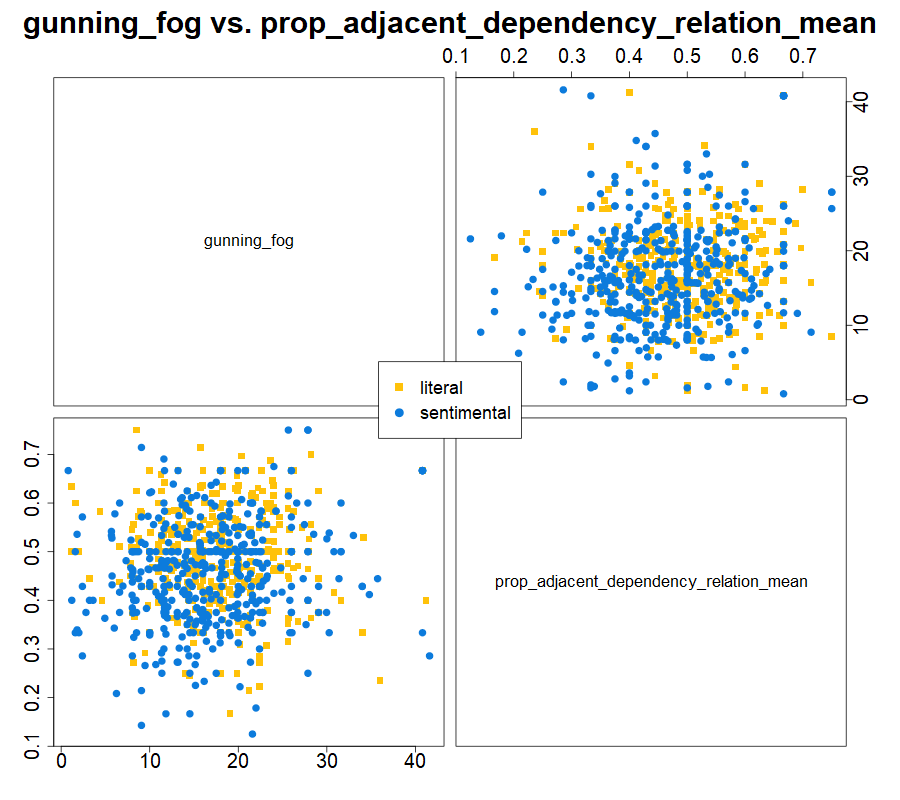 gunning_fog vs. prop_adjacent_dependency_relation_mean
0.1 0.2 0.3 0.4 0.5 0.6 0.7
40
30
20
10
0
gunning_fog
literal
sentimental
0.7
0.6
0.5
0.4
0.3
0.2
0.1
prop_adjacent_dependency_relation_mean
0 10 20 30 40